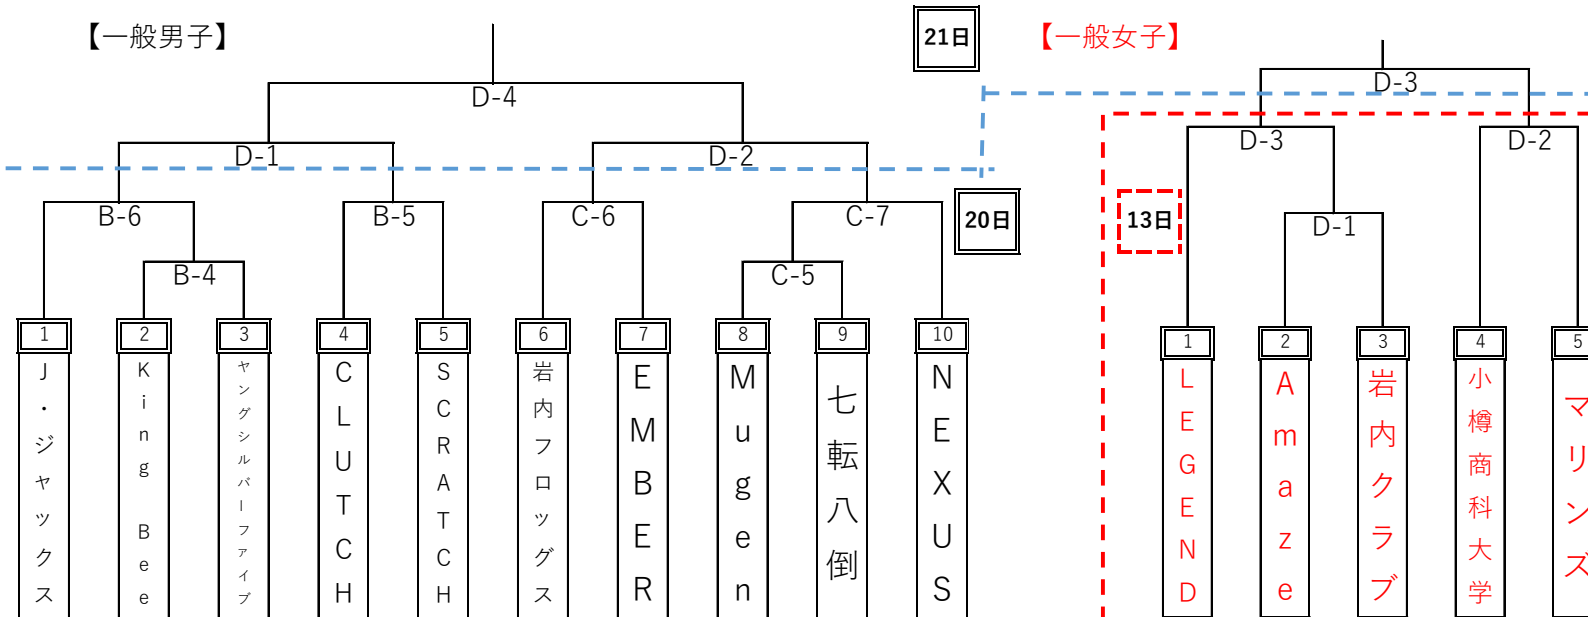 【一般男子】
21日
【一般女子】
D-4
D-3
D-1
D-2
D-3
D-2
B-6
B-5
C-6
C-7
20日
13日
D-1
B-4
C-5
1
2
3
4
5
6
7
8
9
10
1
2
3
4
5
J・ジャックス
King Bee
ヤングシルバーファイブ
CLUTCH
SCRATCH
岩内フロッグス
EMBER
Mugen
七転八倒
NEXUS
LEGEND
Amaze
岩内クラブ
小樽商科大学
マリンズ